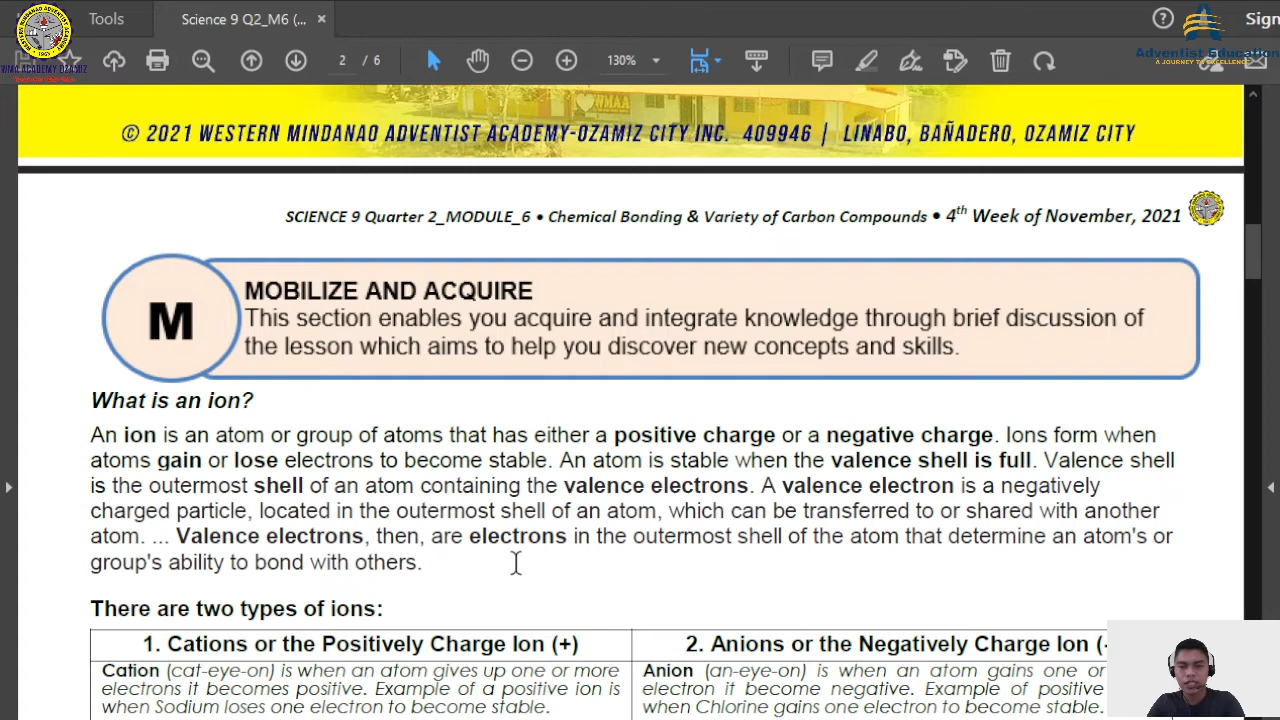 Tools
Science 9 Q2_M6 (...
×
Sign
WMA ACADEMY OZAMIZ
2 / 6
130%
Adventist Education
A JOURNEY TO EXCELLENCE
WMAA
© 2021 WESTERN MINDANAO ADVENTIST ACADEMY-OZAMIZ CITY INC. 409946 | LINABO, BAÑADERO, OZAMIZ CITY
SCIENCE 9 Quarter 2_MODULE_6 • Chemical Bonding & Variety of Carbon Compounds • 4th Week of November, 2021
M
MOBILIZE AND ACQUIRE
This section enables you acquire and integrate knowledge through brief discussion of
the lesson which aims to help you discover new concepts and skills.
What is an ion?
An ion is an atom or group of atoms that has either a positive charge or a negative charge. Ions form when
atoms gain or lose electrons to become stable. An atom is stable when the valence shell is full. Valence shell
is the outermost shell of an atom containing the valence electrons. A valence electron is a negatively
charged particle, located in the outermost shell of an atom, which can be transferred to or shared with another
atom. ... Valence electrons, then, are electrons in the outermost shell of the atom that determine an atom's or
group's ability to bond with others.
There are two types of ions:
1. Cations or the Positively Charge Ion (+)
Cation (cat-eye-on) is when an atom gives up one or more
electrons it becomes positive. Example of a positive ion is
when Sodium loses one electron to become stable.
2. Anions or the Negatively Charge Ion (-
Anion (an-eye-on) is when an atom gains one or
electron it become negative. Example of positive
when Chlorine gains one electron to become stable.